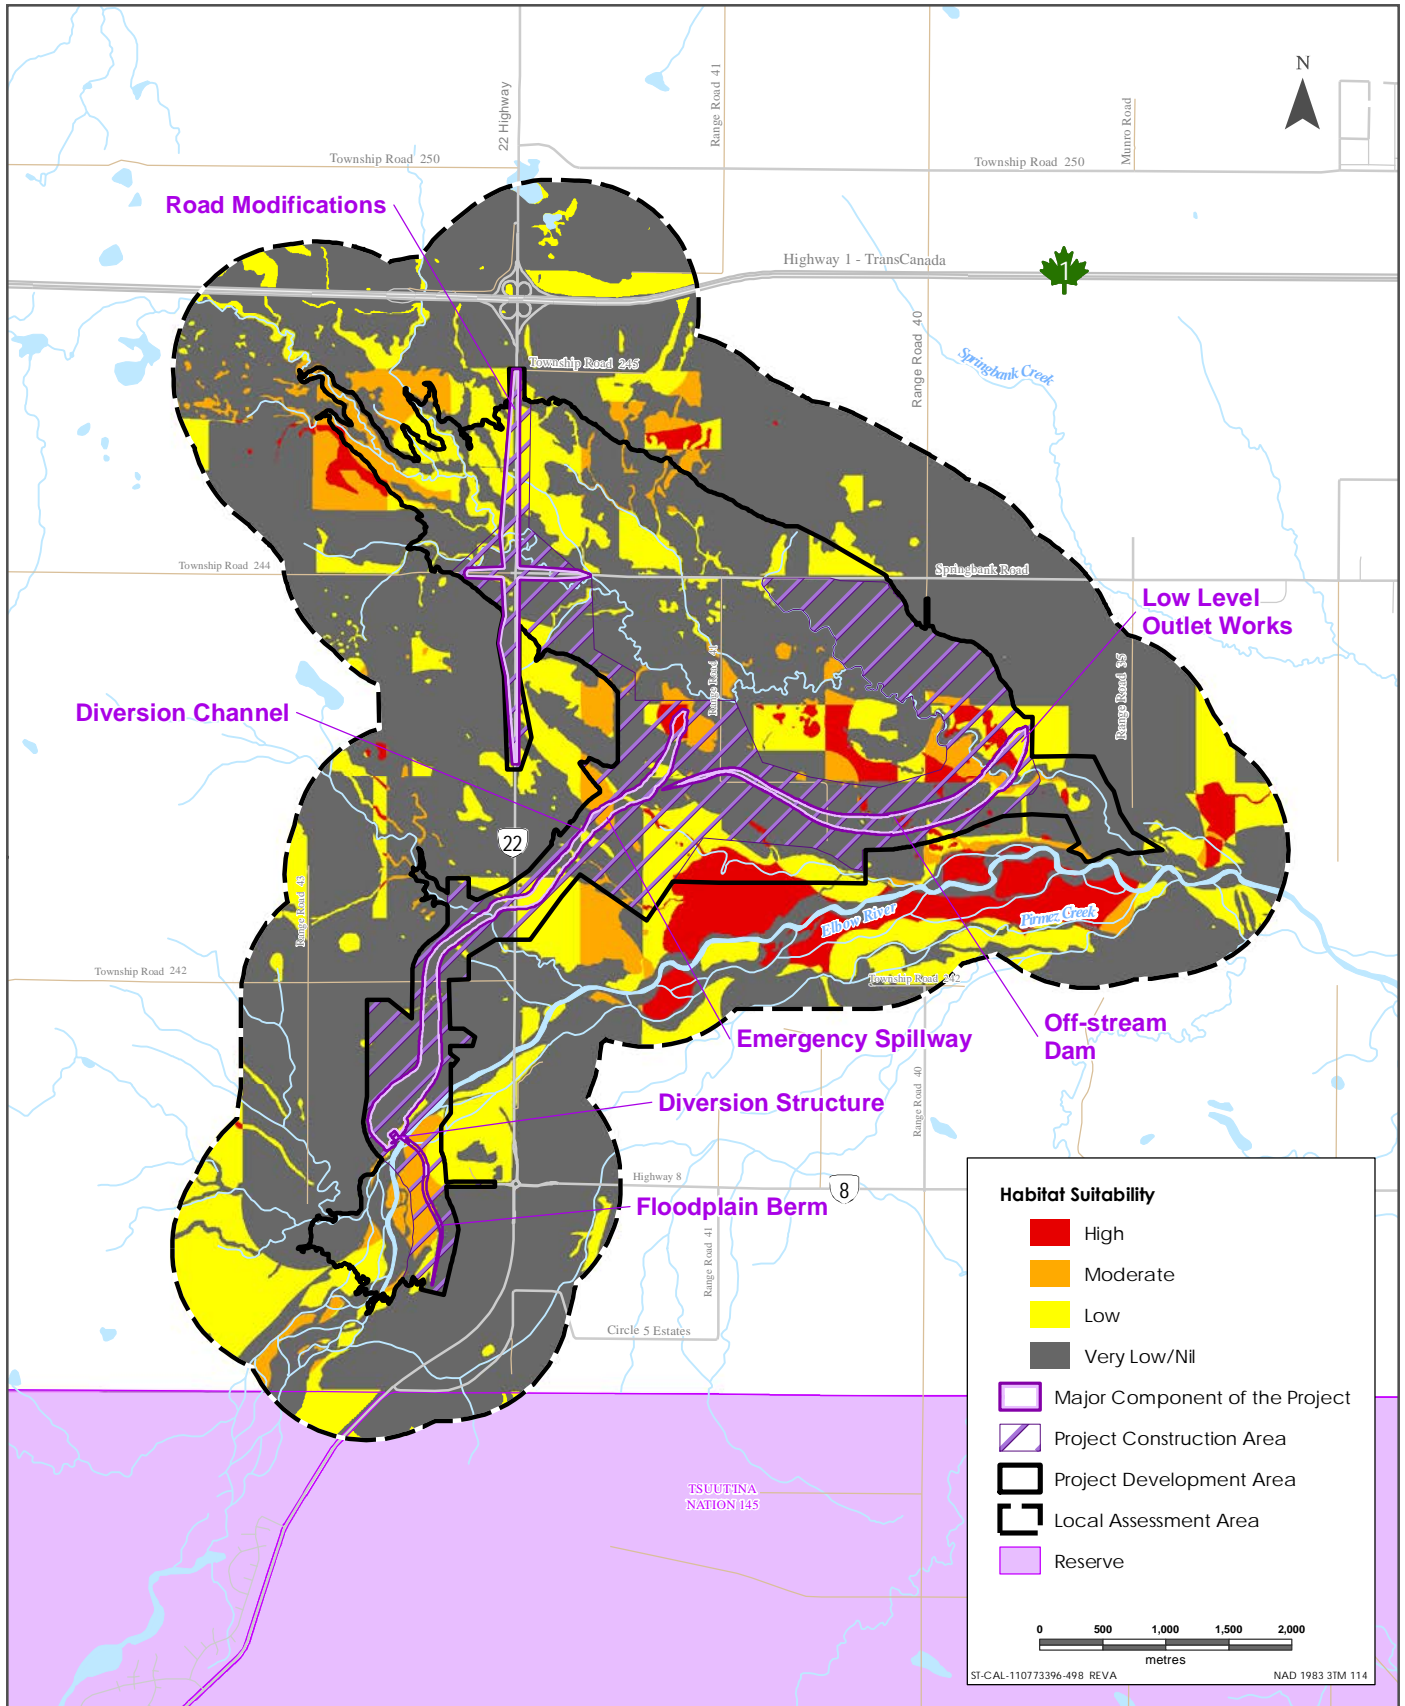 N
22 Highway
Range Road 41
Munro Road
Township Road 250
Township Road 250
Road Modifications
Highway 1 - TransCanada
1
Range Road 40
Springbank Creek
Township Road 245
Township Road 244
Springbank Road
Low Level
Outlet Works
Range Road 41
Range Road 35
Diversion Channel
22
Range Road 43
Elbow River
Pirmez Creek
Township Road 242
Township Road 242
Emergency Spillway
Off-stream
Dam
Diversion Structure
Range Road 40
Highway 8
8
Floodplain Berm
Range Road 41
Circle 5 Estates
TSUUT'INA
NATION 145
Habitat Suitability
High
Moderate
Low
Very Low/Nil
Major Component of the Project
Project Construction Area
Project Development Area
Local Assessment Area
Reserve
0 500 1,000 1,500 2,000
metres
ST-CAL-110773396-498 REVA NAD 1983 3TM 114